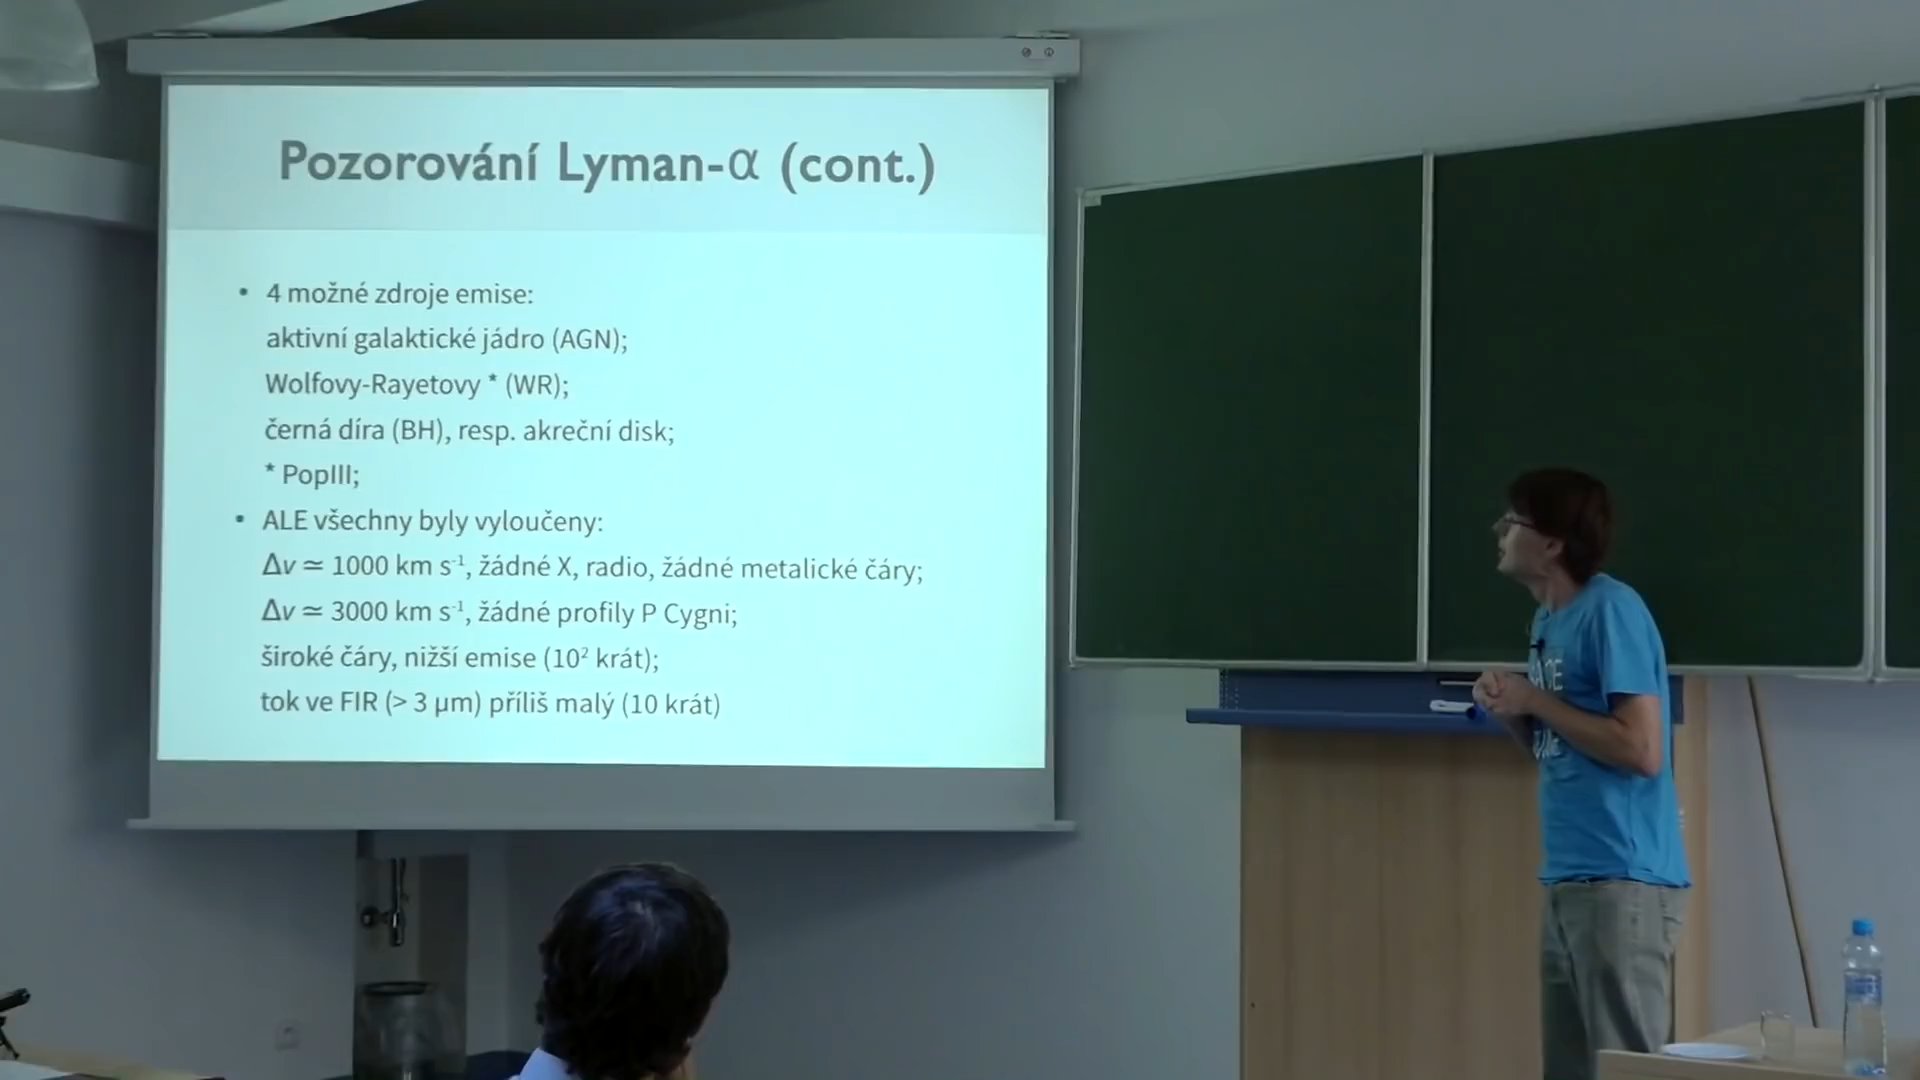 Pozorování Lyman-α (cont.)
• 4 možné zdroje emise:
aktivní galaktické jádro (AGN);
Wolfovy-Rayetovy * (WR);
černá díra (BH), resp. akreční disk;
* PopIII;
• ALE všechny byly vyloučeny:
Δv ≃ 1000 km s⁻¹, žádné X, radio, žádné metalické čáry;
Δv ≃ 3000 km s⁻¹, žádné profily P Cygni;
široké čáry, nižší emise (10² krát);
tok ve FIR (> 3 μm) příliš malý (10 krát)